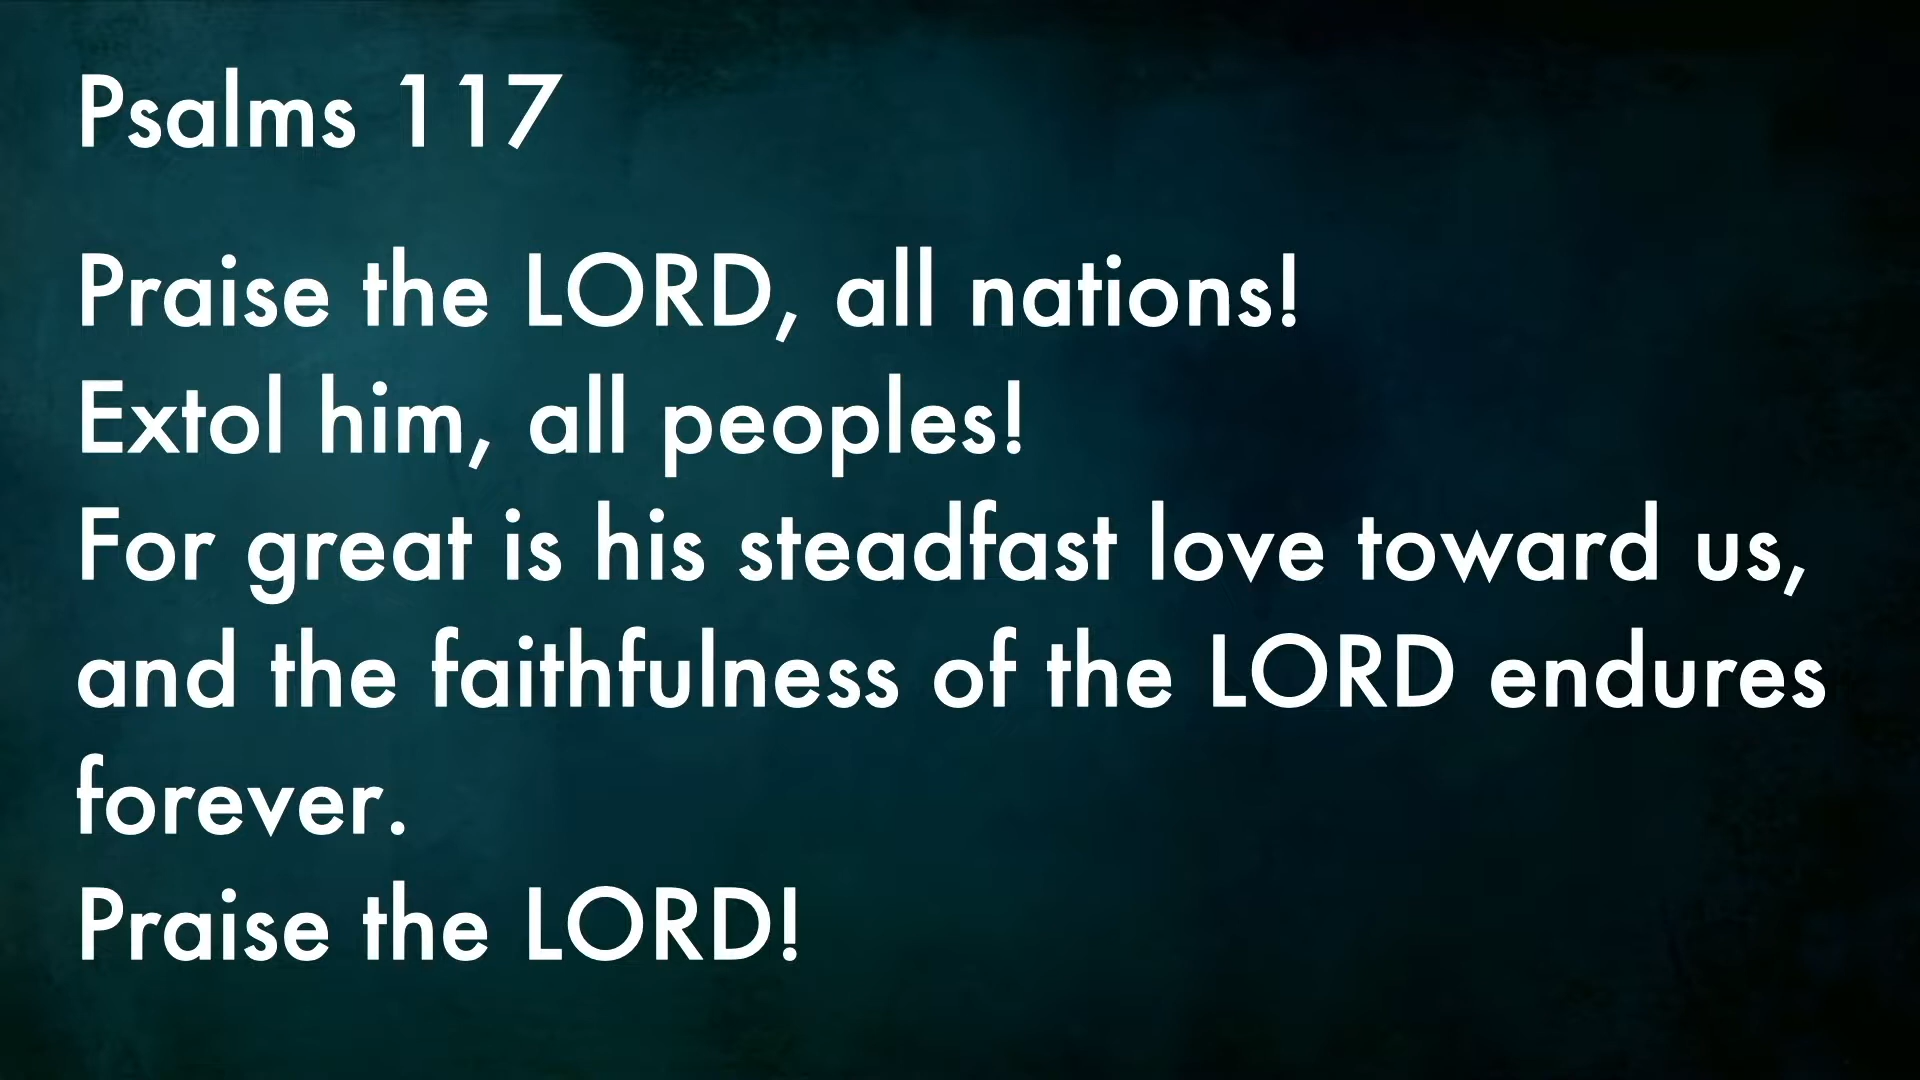 Psalms 117
Praise the LORD, all nations!
Extol him, all peoples!
For great is his steadfast love toward us,
and the faithfulness of the LORD endures
forever.
Praise the LORD!